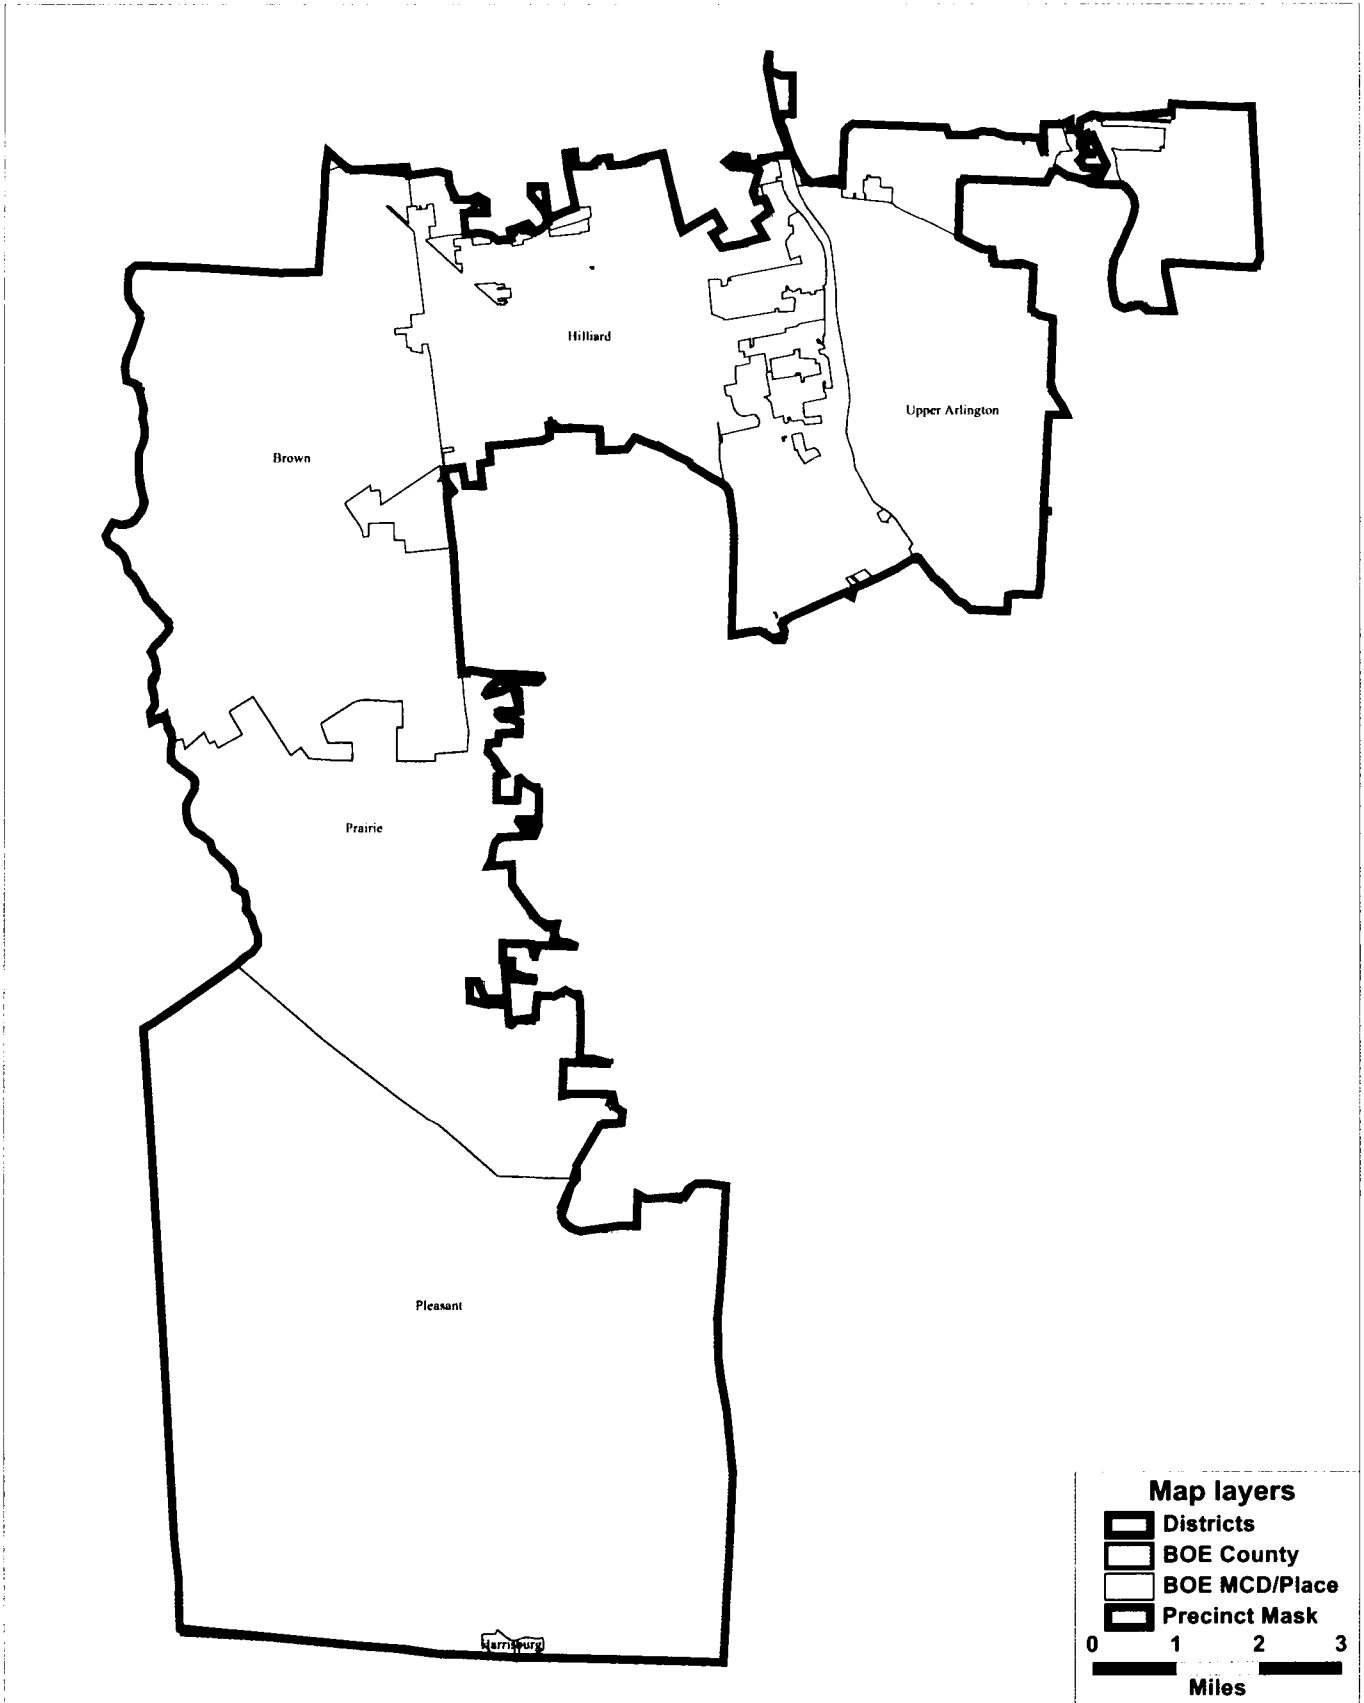 Hilliard
Upper Arlington
Brown
Prairie
Pleasant
Harrisburg
Map layers
Districts
BOE County
BOE MCD/Place
Precinct Mask
0 1 2 3
Miles